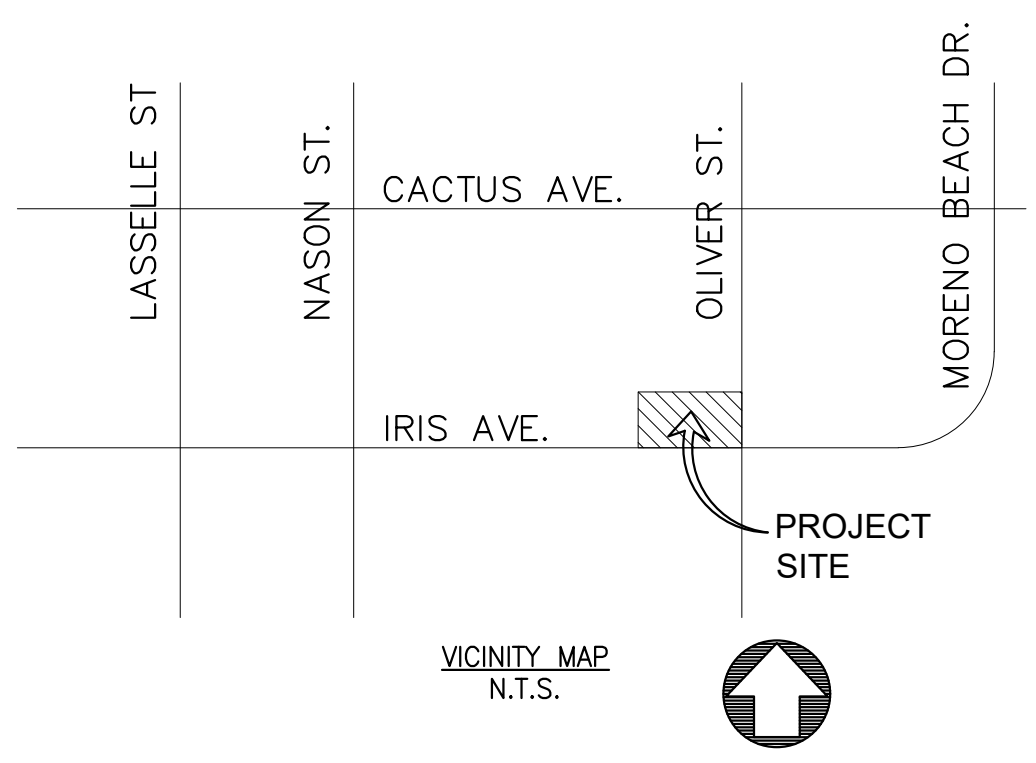 LASSELLE ST
NASON ST.
CACTUS AVE.
OLIVER ST.
MORENO BEACH DR.
IRIS AVE.
PROJECT
SITE
VICINITY MAP
N.T.S.